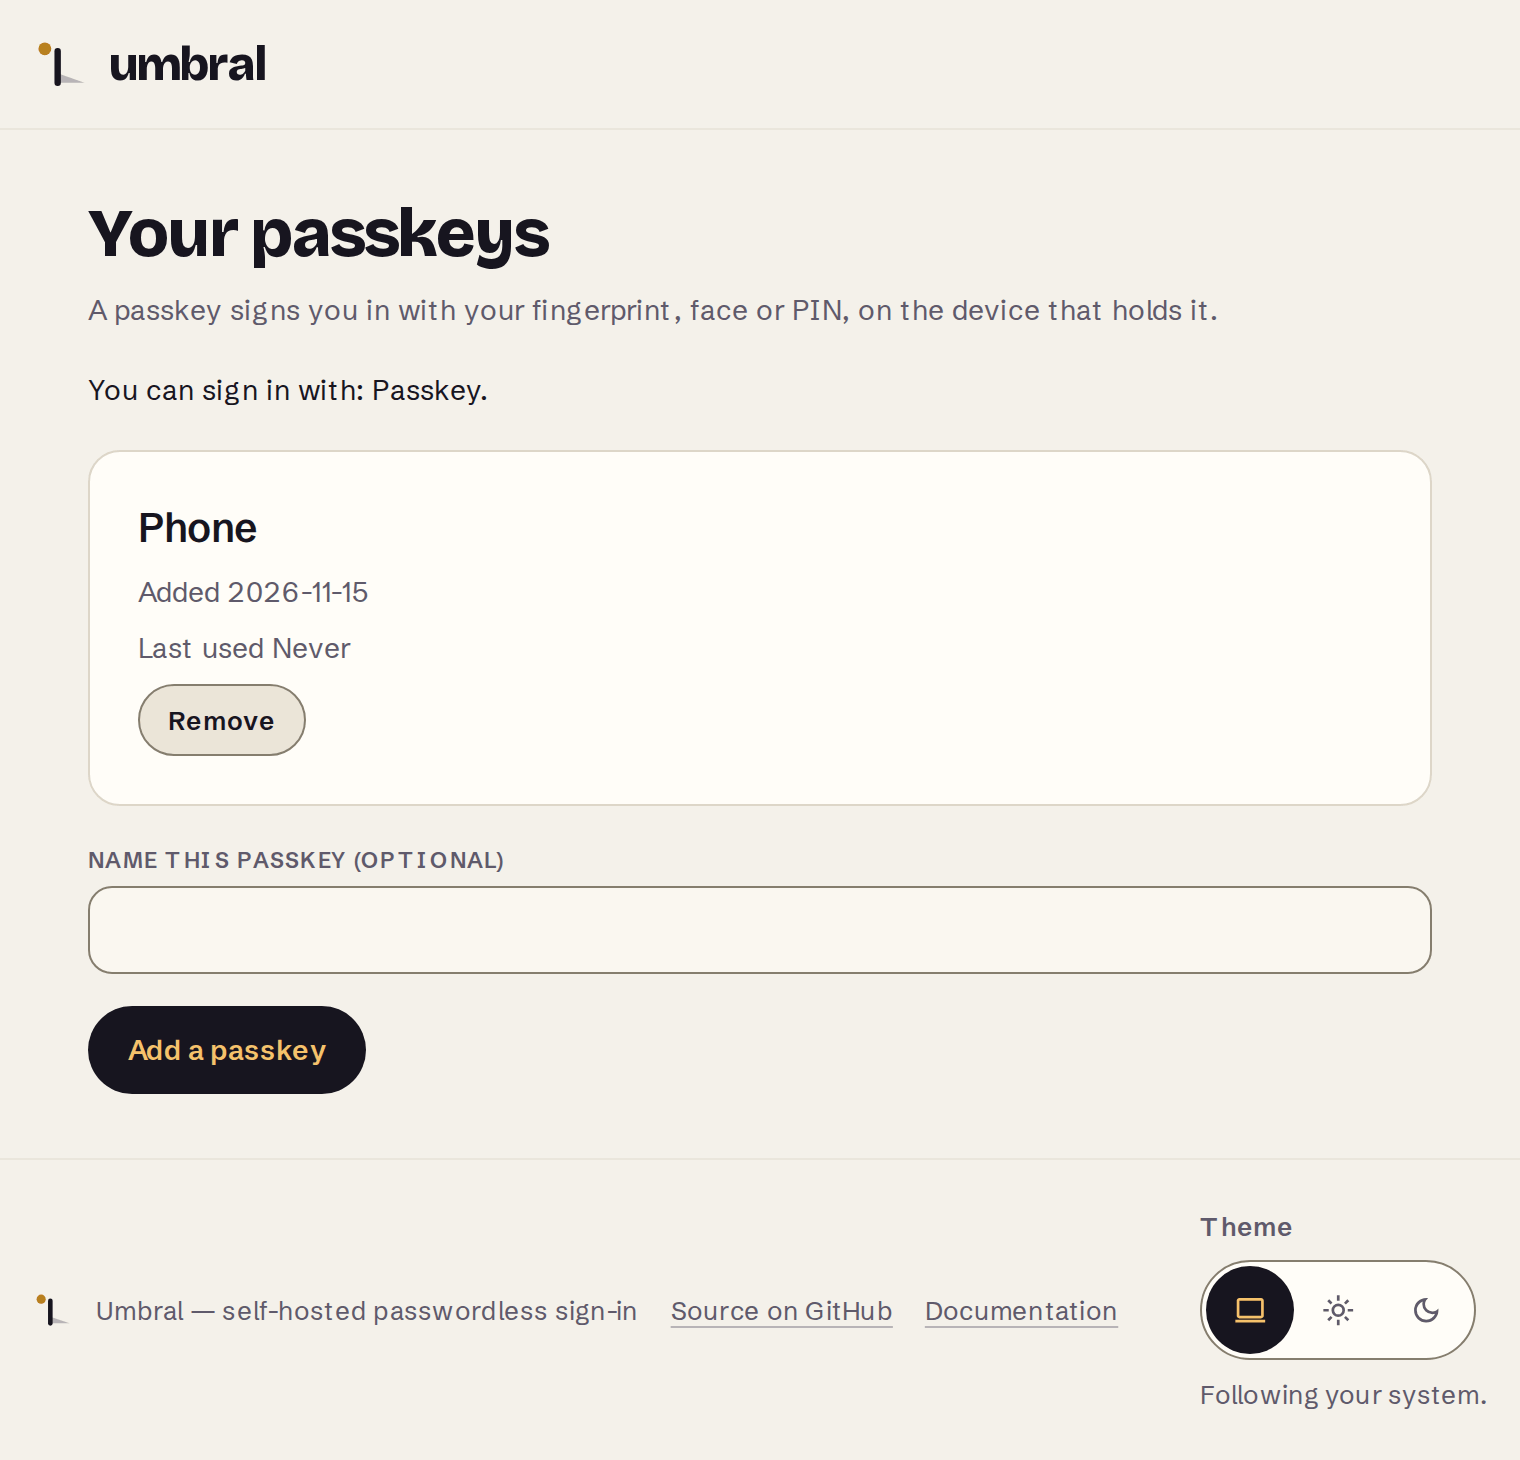 umbral
Your passkeys
A passkey signs you in with your fingerprint, face or PIN, on the device that holds it.
You can sign in with: Passkey.
Phone
Added 2026-11-15
Last used Never
Remove
NAME THIS PASSKEY (OPTIONAL)
Add a passkey
Theme
Umbral — self-hosted passwordless sign-in Source on GitHub Documentation
Following your system.